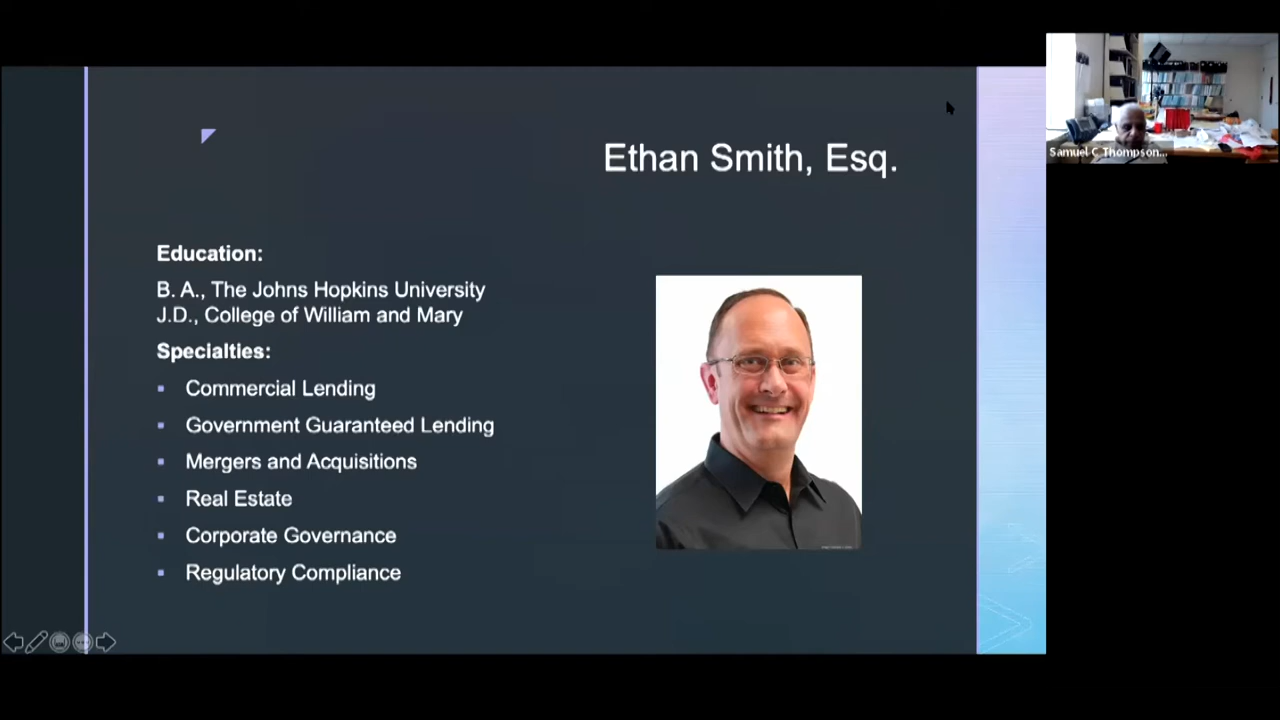 Ethan Smith, Esq.
Education:
B. A., The Johns Hopkins University
J.D., College of William and Mary
Specialties:
Commercial Lending
Government Guaranteed Lending
Mergers and Acquisitions
Real Estate
Corporate Governance
Regulatory Compliance
Samuel C Thompson...